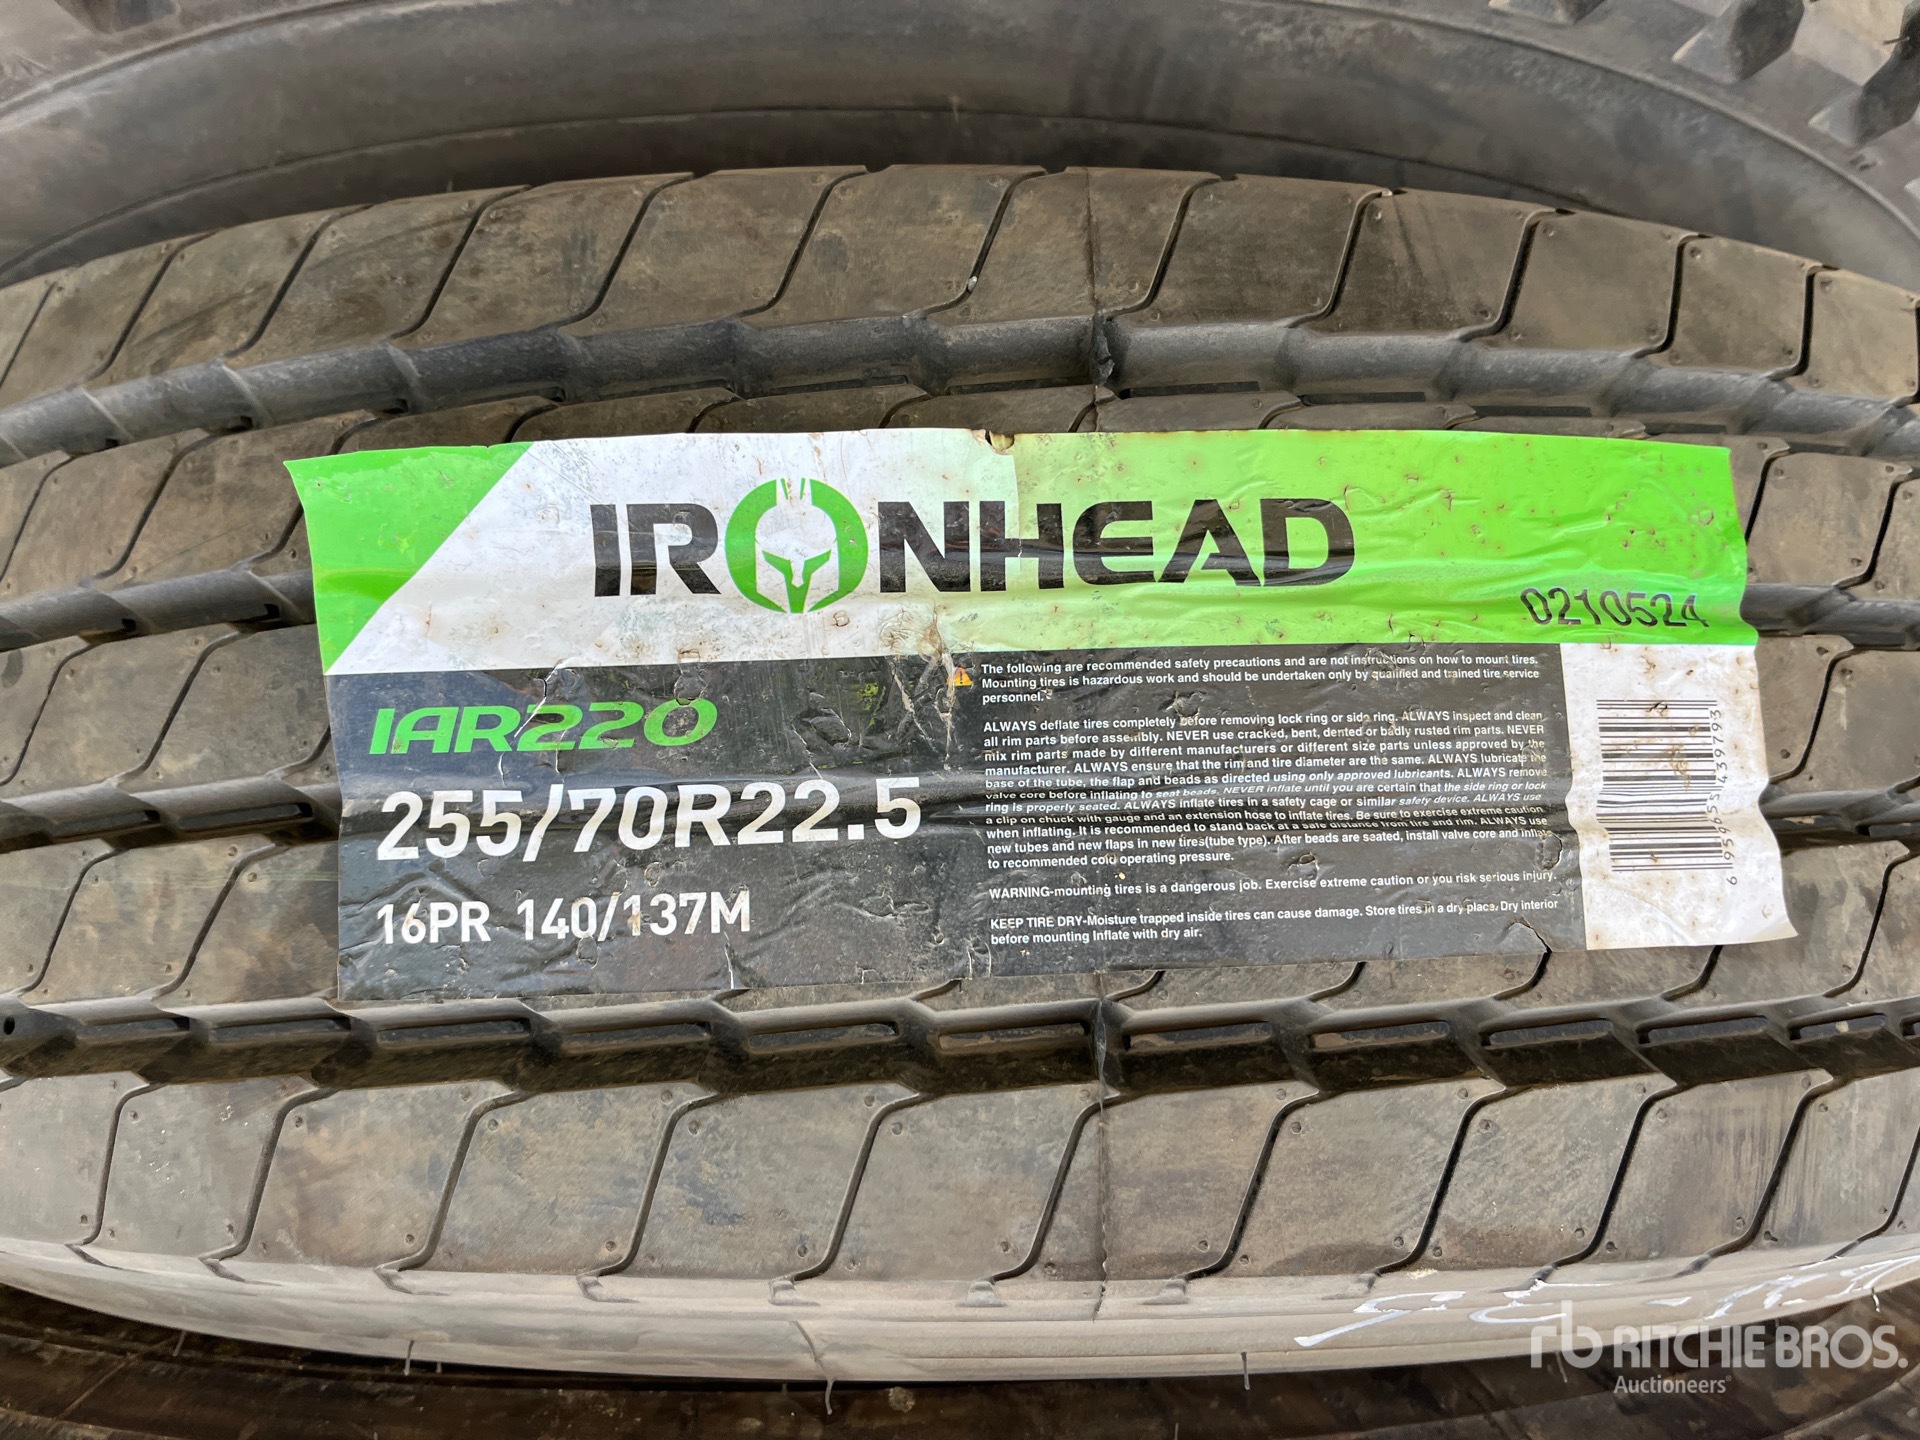 IRONHEAD
0210524
IAR220
255/70R22.5
16PR 140/137M
The following are recommended safety precautions and are not instructions on how to mount tires.
Mounting tires is hazardous work and should be undertaken only by qualified and trained tire service
personnel.
ALWAYS deflate tires completely before removing lock ring or side ring. ALWAYS inspect and clean
all rim parts before assembly. NEVER use cracked, bent, dented or badly rusted rim parts. NEVER
mix rim parts made by different manufacturers or different size parts unless approved by the
manufacturer. ALWAYS ensure that the rim and tire diameter are the same. ALWAYS lubricate the
base of the tube, the flap and beads as directed using only approved lubricants. ALWAYS remove
valve core before inflating to seat beads. NEVER inflate until you are certain that the side ring or lock
ring is properly seated. ALWAYS inflate tires in a safety cage or similar safety device. ALWAYS use
a clip on chuck with gauge and an extension hose to inflate tires. Be sure to exercise extreme caution
when inflating. It is recommended to stand back at a safe distance from tire and rim. ALWAYS use
new tubes and new flaps in new tires(tube type). After beads are seated, install valve core and inflate
to recommended cold operating pressure.
WARNING-mounting tires is a dangerous job. Exercise extreme caution or you risk serious injury.
KEEP TIRE DRY-Moisture trapped inside tires can cause damage. Store tires in a dry place. Dry interior
before mounting Inflate with dry air.
6 959655 439793
rb RITCHIE BROS.
Auctioneers